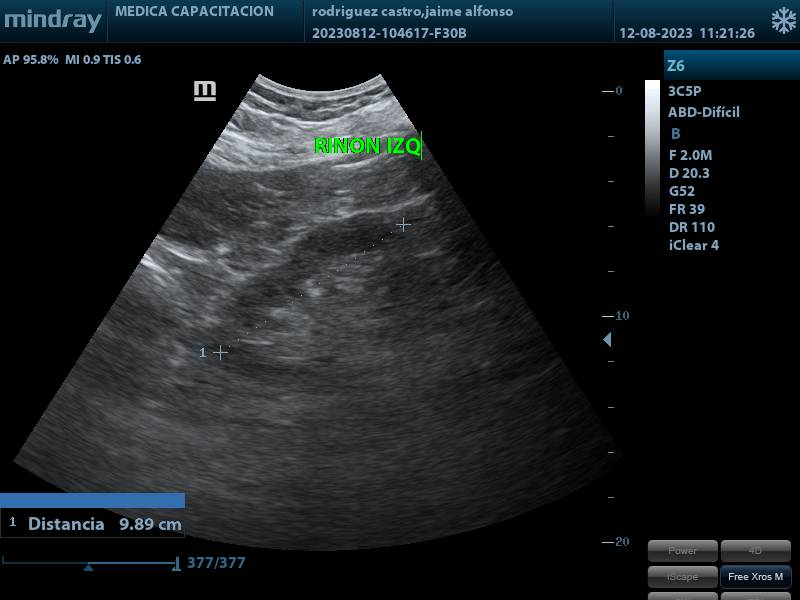 mindray
MEDICA CAPACITACION
rodriguez castro,jaime alfonso
20230812-104617-F30B
12-08-2023 11:21:26
AP 95.8% MI 0.9 TIS 0.6
m
RINON IZQ
Z6
3C5P
ABD-Difícil
B
F 2.0M
D 20.3
G52
FR 39
DR 110
iClear 4
0
10
20
1
1 Distancia 9.89 cm
377/377
Power
4D
iScape
Free Xros M